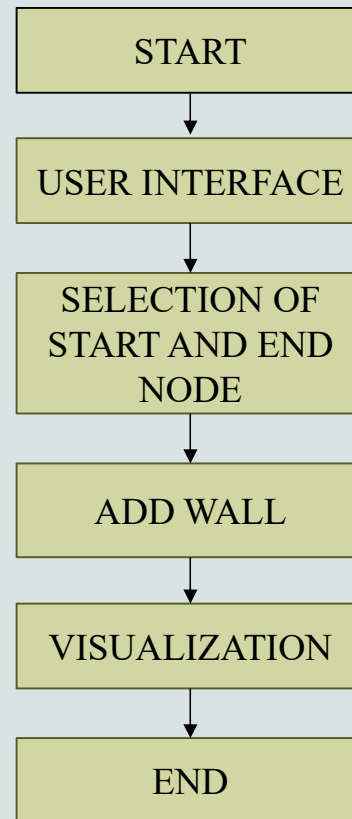 START
USER INTERFACE
SELECTION OF
START AND END
NODE
ADD WALL
VISUALIZATION
END